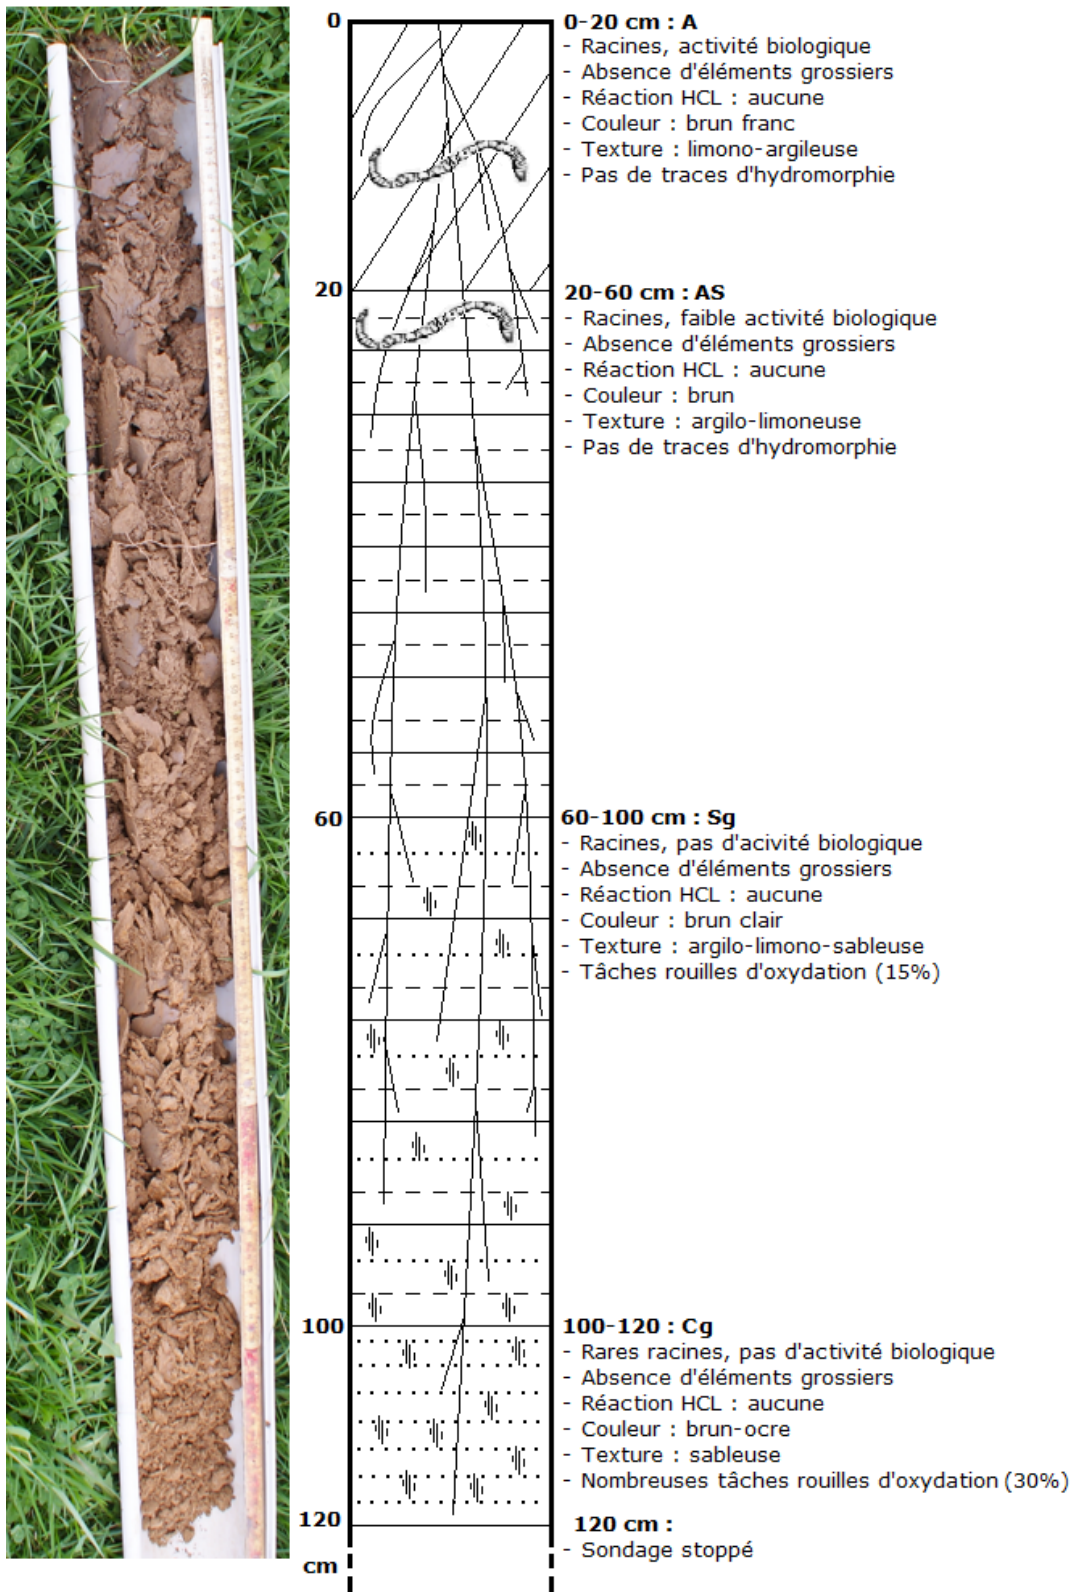 0
0-20 cm : A
- Racines, activité biologique
- Absence d'éléments grossiers
- Réaction HCL : aucune
- Couleur : brun franc
- Texture : limono-argileuse
- Pas de traces d'hydromorphie
20
20-60 cm : AS
- Racines, faible activité biologique
- Absence d'éléments grossiers
- Réaction HCL : aucune
- Couleur : brun
- Texture : argilo-limoneuse
- Pas de traces d'hydromorphie
60
60-100 cm : Sg
- Racines, pas d'acivité biologique
- Absence d'éléments grossiers
- Réaction HCL : aucune
- Couleur : brun clair
- Texture : argilo-limono-sableuse
- Tâches rouilles d'oxydation (15%)
100
100-120 : Cg
- Rares racines, pas d'activité biologique
- Absence d'éléments grossiers
- Réaction HCL : aucune
- Couleur : brun-ocre
- Texture : sableuse
- Nombreuses tâches rouilles d'oxydation (30%)
120
cm
120 cm :
- Sondage stoppé